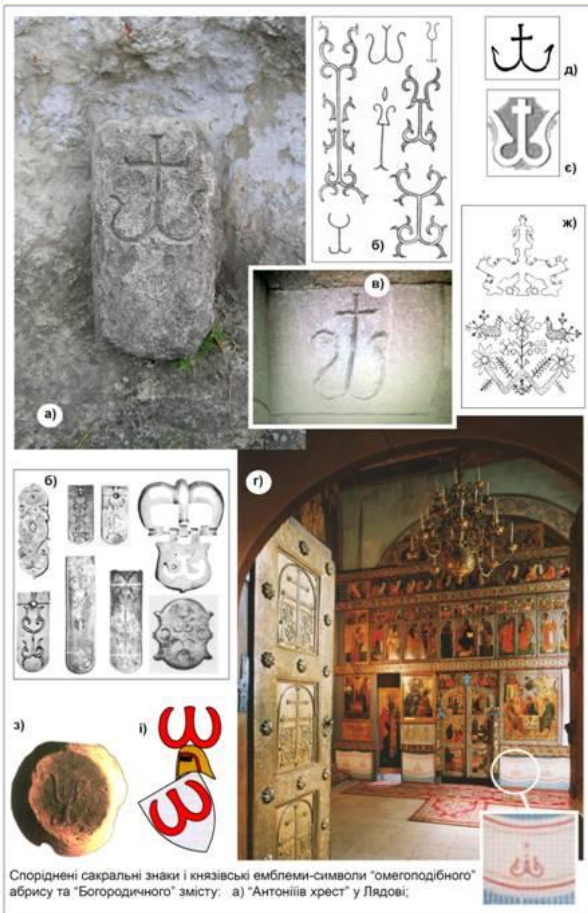 б)
д)
є)
ж)
в)
а)
б)
г)
з)
і)
Споріднені сакральні знаки і князівські емблеми-символи “омегоподібного”
абрису та “Богородичного” змісту: а) “Антоніїв хрест” у Лядові;